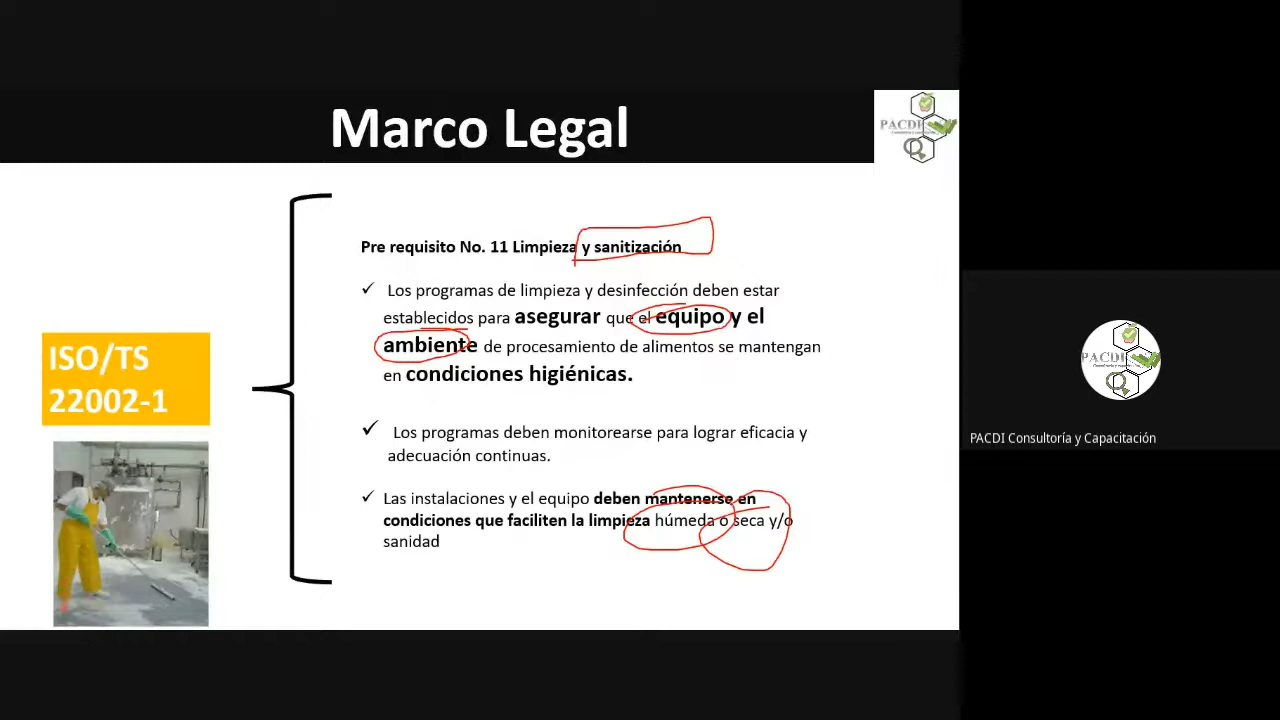 Marco Legal
PACDI
Pre requisito No. 11 Limpieza y sanitización
✓ Los programas de limpieza y desinfección deben estar
establecidos para asegurar que el equipo y el
ambiente de procesamiento de alimentos se mantengan
en condiciones higiénicas.
ISO/TS
22002-1
✓ Los programas deben monitorearse para lograr eficacia y
adecuación continuas.
✓ Las instalaciones y el equipo deben mantenerse en
condiciones que faciliten la limpieza húmeda o seca y/o
sanidad
PACDI
PACDI Consultoría y Capacitación